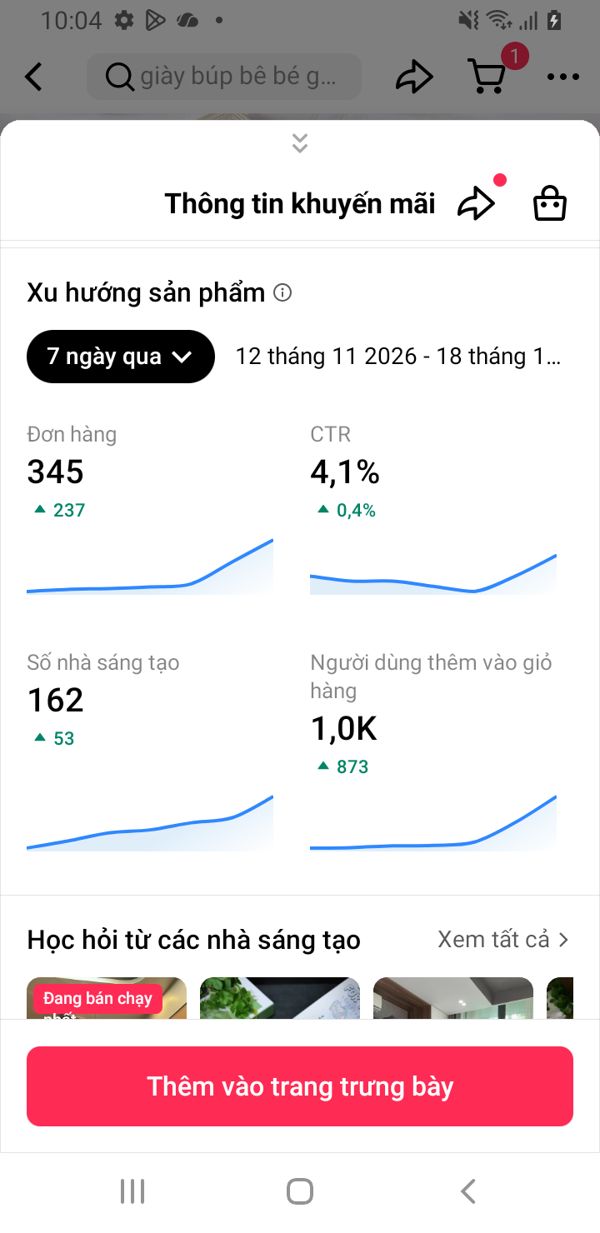 10:04
giày búp bê bé g...
1
Thông tin khuyến mãi
Xu hướng sản phẩm
7 ngày qua
12 tháng 11 2026 - 18 tháng 1...
Đơn hàng
345
237
CTR
4,1%
0,4%
Số nhà sáng tạo
162
53
Người dùng thêm vào giỏ
hàng
1,0K
873
Học hỏi từ các nhà sáng tạo
Xem tất cả
Đang bán chạy
nhất
Thêm vào trang trưng bày